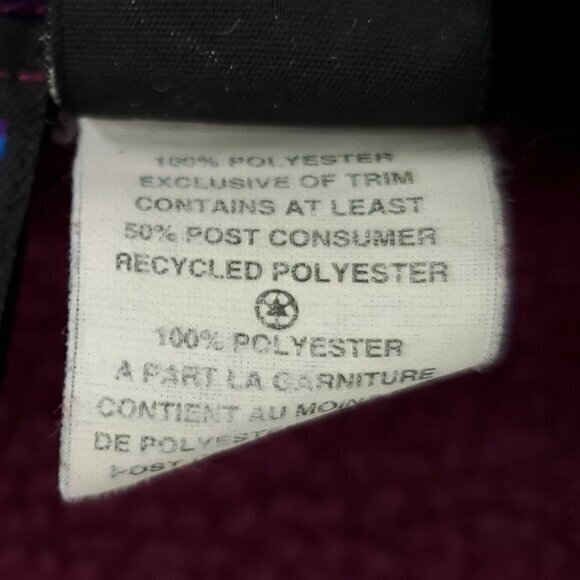 100% POLYESTER
EXCLUSIVE OF TRIM
CONTAINS AT LEAST
50% POST CONSUMER
RECYCLED POLYESTER
100% POLYESTER
A PART LA GARNITURE
CONTIENT AU
DE